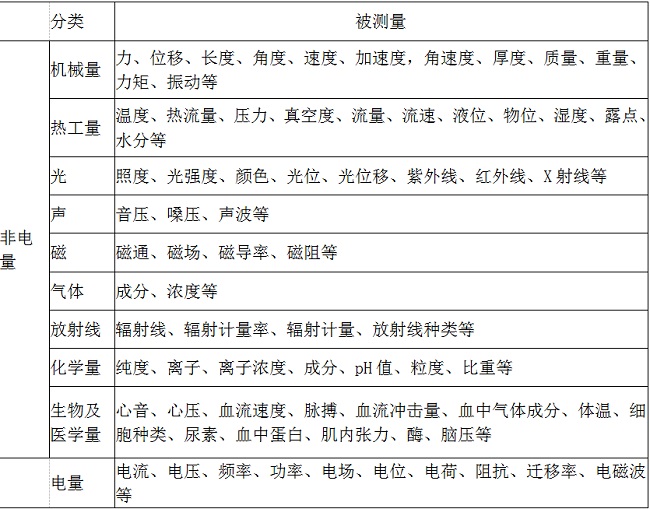 分类 被测量
机械量 力、位移、长度、角度、速度、加速度，角速度、厚度、质量、重量、
力矩、振动等
热工量 温度、热流量、压力、真空度、流量、流速、液位、物位、湿度、露点、
水分等
光 照度、光强度、颜色、光位、光位移、紫外线、红外线、X射线等
声 音压、嗓压、声波等
非电
量
磁 磁通、磁场、磁导率、磁阻等
气体 成分、浓度等
放射线 辐射线、辐射计量率、辐射计量、放射线种类等
化学量 纯度、离子、离子浓度、成分、pH值、粒度、比重等
生物及
医学量
心音、心压、血流速度、脉搏、血流冲击量、血中气体成分、体温、细
胞种类、尿素、血中蛋白、肌内张力、酶、脑压等
电量 电流、电压、频率、功率、电场、电位、电荷、阻抗、迁移率、电磁波
等